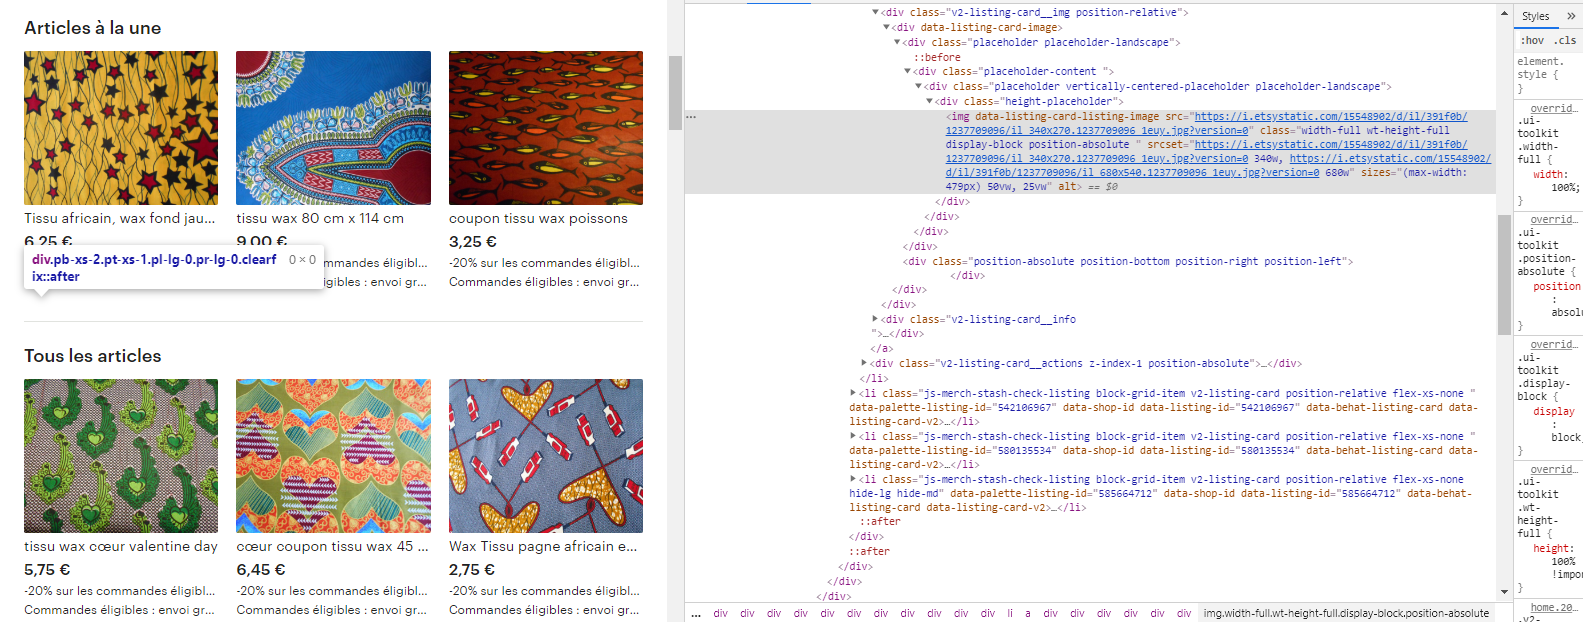 Articles à la une
Tissu africain, wax fond jau...
tissu wax 80 cm x 114 cm
coupon tissu wax poissons
6,25 €
9,00 €
3,25 €
div.pb-xs-2.pt-xs-1.pl-lg-0.pr-lg-0.clearf
ix::after
0 × 0
mmandes éligibl...
-20% sur les commandes éligibl...
igibles : envoi gr...
Commandes éligibles : envoi gr...
Tous les articles
tissu wax cœur valentine day
cœur coupon tissu wax 45 ...
Wax Tissu pagne africain e...
5,75 €
6,45 €
2,75 €
-20% sur les commandes éligibl...
-20% sur les commandes éligibl...
-20% sur les commandes éligibl...
Commandes éligibles : envoi gr...
Commandes éligibles : envoi gr...
Commandes éligibles : envoi gr...
▼<div class="v2-listing-card__img position-relative">
▼<div data-listing-card-image>
▼<div class="placeholder placeholder-landscape">
::before
▼<div class="placeholder-content ">
▼<div class="placeholder vertically-centered-placeholder placeholder-landscape">
▼<div class="height-placeholder">
...
<img data-listing-card-listing-image src="https://i.etsystatic.com/15548902/d/il/391f0b/
1237709096/il_340x270.1237709096_1euy.jpg?version=0" class="width-full wt-height-full
display-block position-absolute " srcset="https://i.etsystatic.com/15548902/d/il/391f0b/
1237709096/il_340x270.1237709096_1euy.jpg?version=0 340w, https://i.etsystatic.com/15548902/
d/il/391f0b/1237709096/il_680x540.1237709096_1euy.jpg?version=0 680w" sizes="(max-width:
479px) 50vw, 25vw" alt> == $0
</div>
</div>
</div>
</div>
<div class="position-absolute position-bottom position-right position-left">
</div>
</div>
</div>
▶<div class="v2-listing-card__info
">…</div>
</a>
▶<div class="v2-listing-card__actions z-index-1 position-absolute">…</div>
</li>
▶<li class="js-merch-stash-check-listing block-grid-item v2-listing-card position-relative flex-xs-none "
data-palette-listing-id="542106967" data-shop-id data-listing-id="542106967" data-behat-listing-card data-
listing-card-v2>…</li>
▶<li class="js-merch-stash-check-listing block-grid-item v2-listing-card position-relative flex-xs-none "
data-palette-listing-id="580135534" data-shop-id data-listing-id="580135534" data-behat-listing-card data-
listing-card-v2>…</li>
▶<li class="js-merch-stash-check-listing block-grid-item v2-listing-card position-relative flex-xs-none
hide-lg hide-md" data-palette-listing-id="585664712" data-shop-id data-listing-id="585664712" data-behat-
listing-card data-listing-card-v2>…</li>
::after
</div>
::after
</div>
</div>
</div>
... div div div div div div div div div div div li a div div div div div div img.width-full.wt-height-full.display-block.position-absolute
Styles »
:hov .cls
element.
style {
}
overrid…
.ui-
toolkit
.width-
full {
width:
100%;
}
overrid…
.ui-
toolkit
.position-
absolute {
position
:
absolu
}
overrid…
.ui-
toolkit
.display-
block {
display
:
block;
}
overrid…
.ui-
toolkit
.wt-
height-
full {
height:
100%
!impor
}
home.20…
.v2-